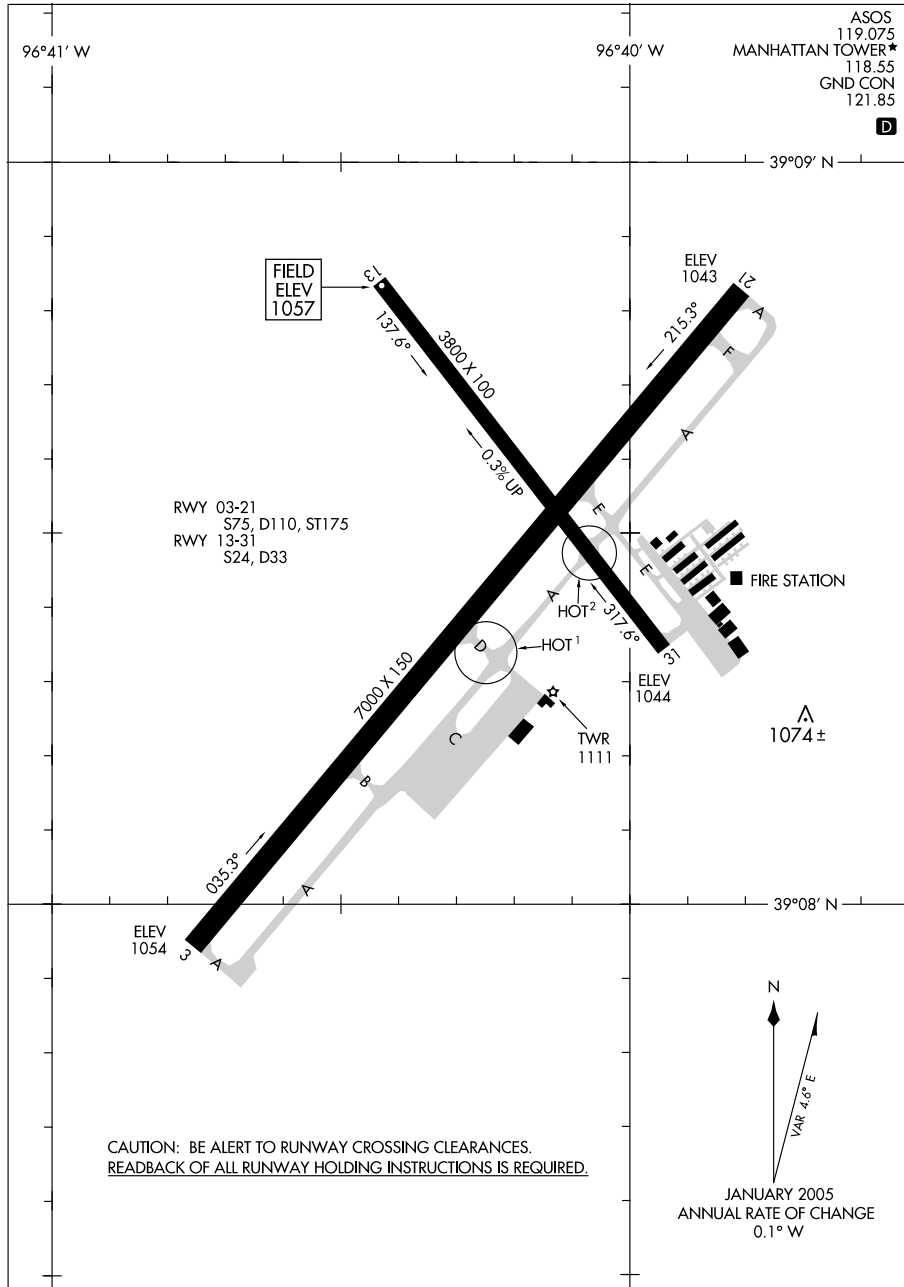 ASOS
119.075
MANHATTAN TOWER★
118.55
GND CON
121.85
D
96°41' W
96°40' W
39°09' N
FIELD
ELEV
1057
13
137.6°
3800 X 100
0.3% UP
ELEV
1043
21
215.3°
A
F
A
RWY 03-21
S75, D110, ST175
RWY 13-31
S24, D33
E
E
FIRE STATION
A
HOT 2
317.6°
31
ELEV
1044
D
HOT 1
7000 X 150
C
TWR
1111
1074 ±
B
035.3°
A
39°08' N
ELEV
1054
3
A
N
VAR 4.6° E
JANUARY 2005
ANNUAL RATE OF CHANGE
0.1° W
CAUTION: BE ALERT TO RUNWAY CROSSING CLEARANCES.
READBACK OF ALL RUNWAY HOLDING INSTRUCTIONS IS REQUIRED.